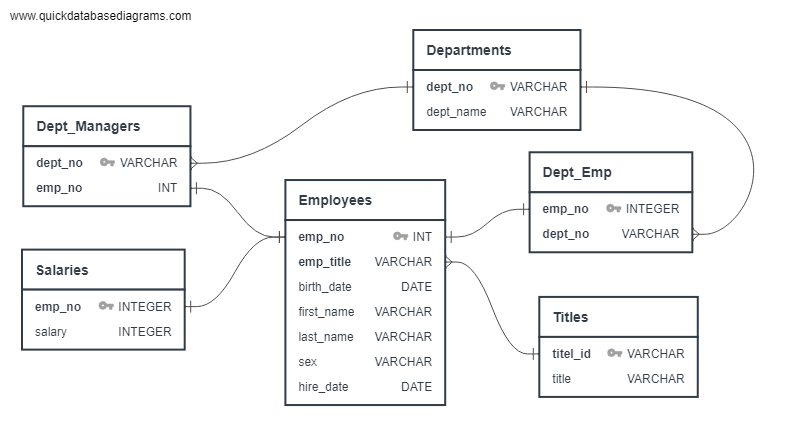 www.quickdatabasediagrams.com
Departments
dept_no VARCHAR
dept_name VARCHAR
Dept_Managers
dept_no VARCHAR
emp_no INT
Dept_Emp
emp_no INTEGER
dept_no VARCHAR
Employees
emp_no INT
emp_title VARCHAR
birth_date DATE
first_name VARCHAR
last_name VARCHAR
sex VARCHAR
hire_date DATE
Salaries
emp_no INTEGER
salary INTEGER
Titles
titel_id VARCHAR
title VARCHAR